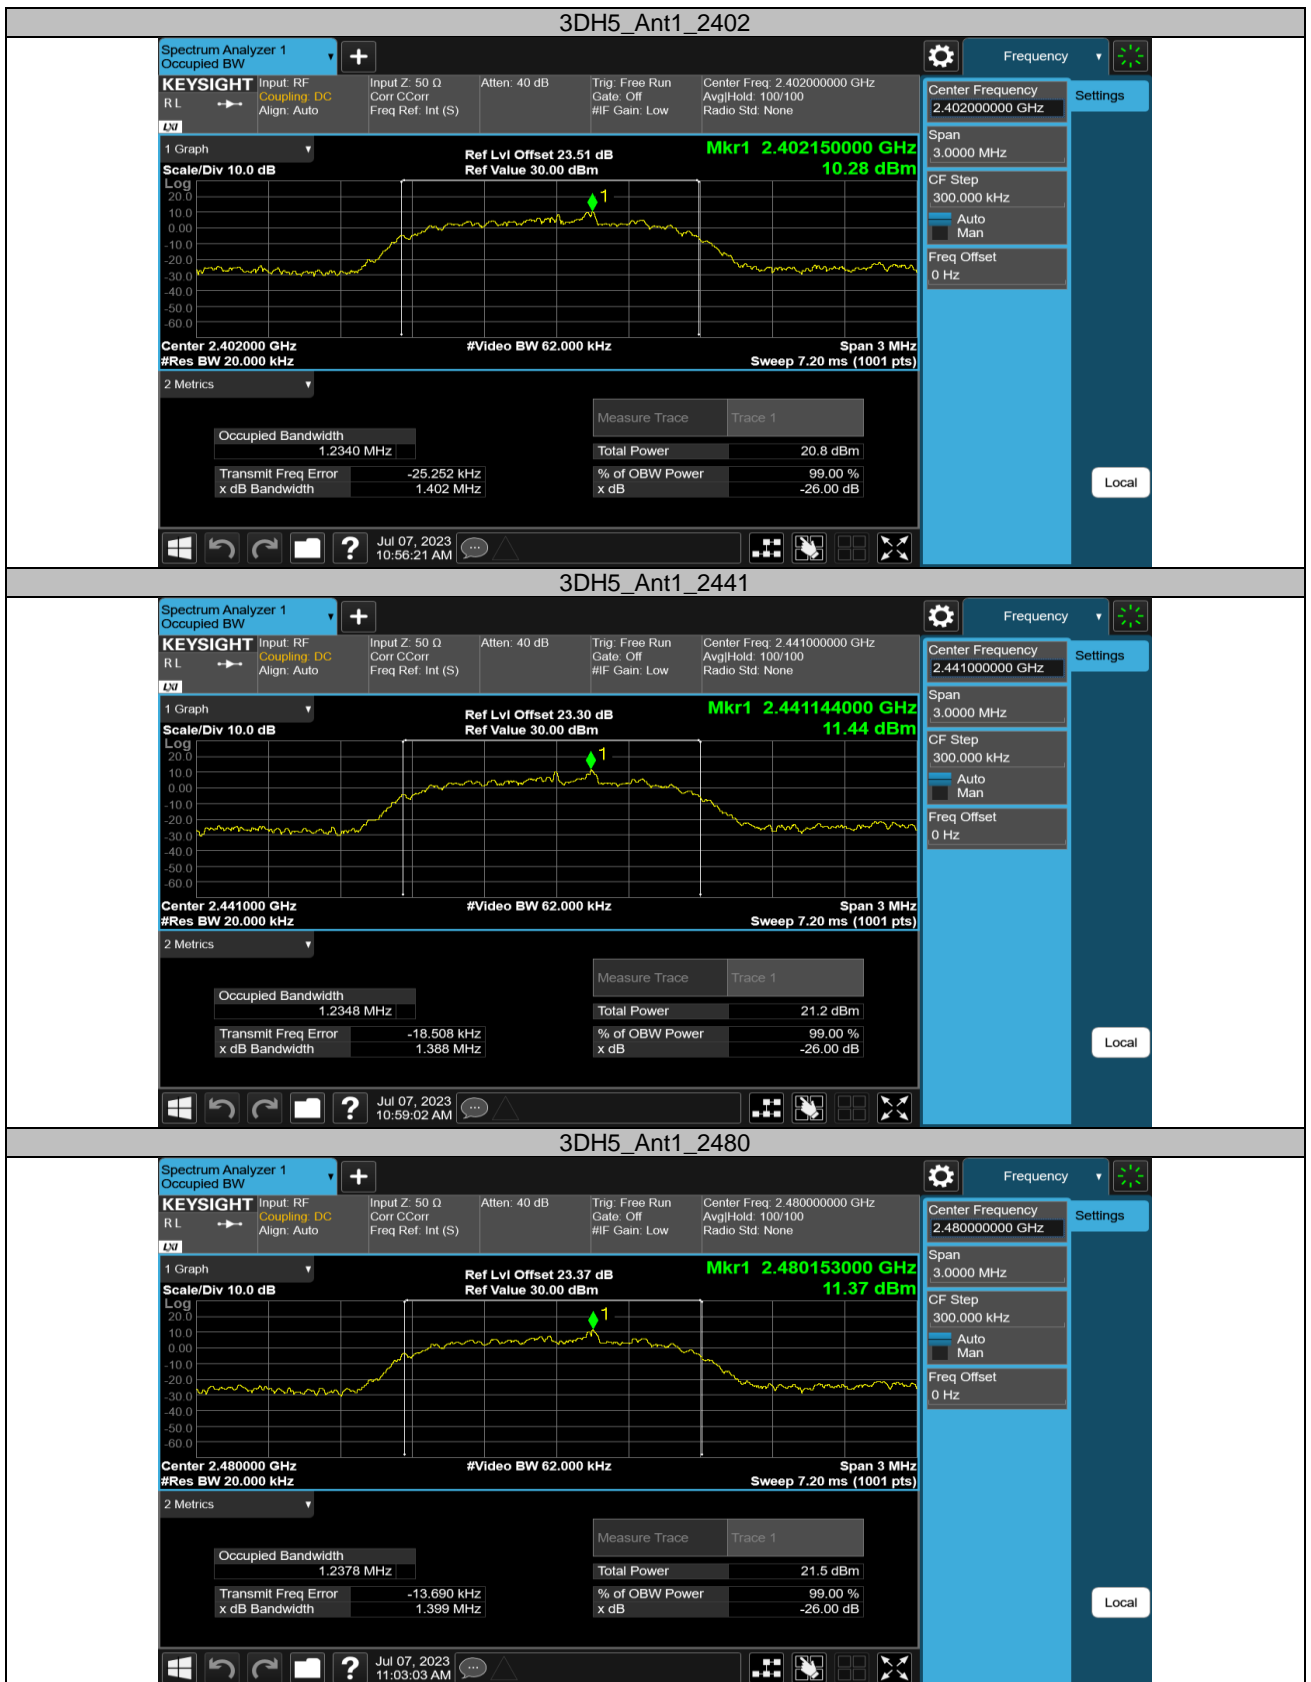 3DH5_Ant1_2402
Spectrum Analyzer 1
Occupied BW
+
Frequency
KEYSIGHT
R L
LXI
Input: RF
Coupling: DC
Align: Auto
Input Z: 50 Ω
Corr CCorr
Freq Ref: Int (S)
Atten: 40 dB
Trig: Free Run
Gate: Off
#IF Gain: Low
Center Freq: 2.402000000 GHz
Avg|Hold: 100/100
Radio Std: None
Center Frequency
2.402000000 GHz
Settings
Span
3.0000 MHz
CF Step
300.000 kHz
Auto
Man
Freq Offset
0 Hz
Local
1 Graph
Scale/Div 10.0 dB
Ref Lvl Offset 23.51 dB
Ref Value 30.00 dBm
Mkr1 2.402150000 GHz
10.28 dBm
Log
1
20.0
10.0
0.00
-10.0
-20.0
-30.0
-40.0
-50.0
-60.0
Center 2.402000 GHz
#Res BW 20.000 kHz
#Video BW 62.000 kHz
Span 3 MHz
Sweep 7.20 ms (1001 pts)
2 Metrics
Measure Trace Trace 1
Occupied Bandwidth
1.2340 MHz
Total Power 20.8 dBm
Transmit Freq Error -25.252 kHz
% of OBW Power 99.00 %
x dB Bandwidth 1.402 MHz
x dB -26.00 dB
?
Jul 07, 2023
10:56:21 AM
3DH5_Ant1_2441
Spectrum Analyzer 1
Occupied BW
+
Frequency
KEYSIGHT
R L
LXI
Input: RF
Coupling: DC
Align: Auto
Input Z: 50 Ω
Corr CCorr
Freq Ref: Int (S)
Atten: 40 dB
Trig: Free Run
Gate: Off
#IF Gain: Low
Center Freq: 2.441000000 GHz
Avg|Hold: 100/100
Radio Std: None
Center Frequency
2.441000000 GHz
Settings
Span
3.0000 MHz
CF Step
300.000 kHz
Auto
Man
Freq Offset
0 Hz
Local
1 Graph
Scale/Div 10.0 dB
Ref Lvl Offset 23.30 dB
Ref Value 30.00 dBm
Mkr1 2.441144000 GHz
11.44 dBm
Log
1
20.0
10.0
0.00
-10.0
-20.0
-30.0
-40.0
-50.0
-60.0
Center 2.441000 GHz
#Res BW 20.000 kHz
#Video BW 62.000 kHz
Span 3 MHz
Sweep 7.20 ms (1001 pts)
2 Metrics
Measure Trace Trace 1
Occupied Bandwidth
1.2348 MHz
Total Power 21.2 dBm
Transmit Freq Error -18.508 kHz
% of OBW Power 99.00 %
x dB Bandwidth 1.388 MHz
x dB -26.00 dB
?
Jul 07, 2023
10:59:02 AM
3DH5_Ant1_2480
Spectrum Analyzer 1
Occupied BW
+
Frequency
KEYSIGHT
R L
LXI
Input: RF
Coupling: DC
Align: Auto
Input Z: 50 Ω
Corr CCorr
Freq Ref: Int (S)
Atten: 40 dB
Trig: Free Run
Gate: Off
#IF Gain: Low
Center Freq: 2.480000000 GHz
Avg|Hold: 100/100
Radio Std: None
Center Frequency
2.480000000 GHz
Settings
Span
3.0000 MHz
CF Step
300.000 kHz
Auto
Man
Freq Offset
0 Hz
Local
1 Graph
Scale/Div 10.0 dB
Ref Lvl Offset 23.37 dB
Ref Value 30.00 dBm
Mkr1 2.480153000 GHz
11.37 dBm
Log
1
20.0
10.0
0.00
-10.0
-20.0
-30.0
-40.0
-50.0
-60.0
Center 2.480000 GHz
#Res BW 20.000 kHz
#Video BW 62.000 kHz
Span 3 MHz
Sweep 7.20 ms (1001 pts)
2 Metrics
Measure Trace Trace 1
Occupied Bandwidth
1.2378 MHz
Total Power 21.5 dBm
Transmit Freq Error -13.690 kHz
% of OBW Power 99.00 %
x dB Bandwidth 1.399 MHz
x dB -26.00 dB
?
Jul 07, 2023
11:03:03 AM